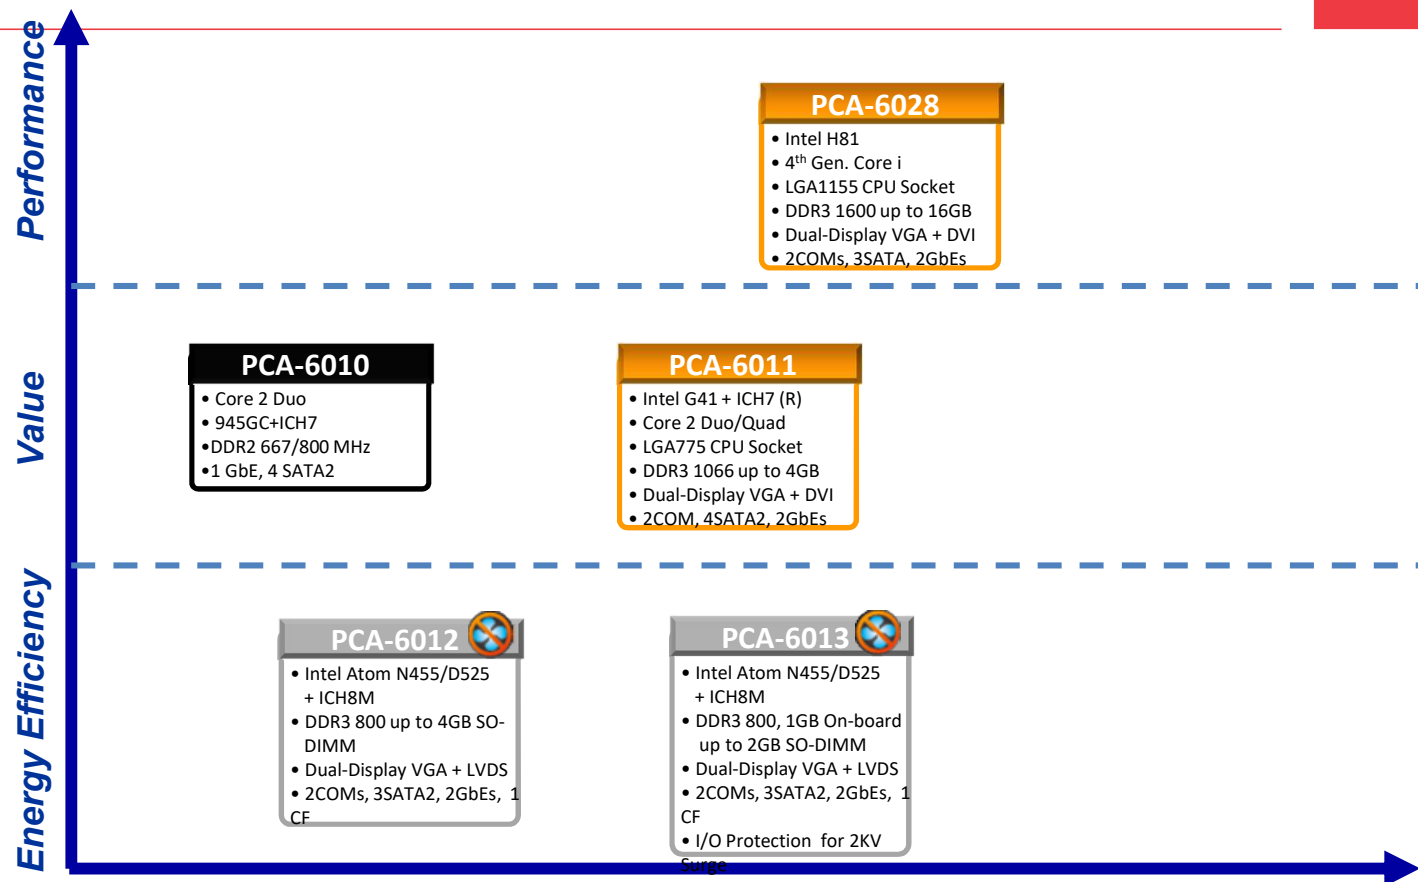 Performance
PCA-6028
• Intel H81
• 4th Gen. Core i
• LGA1155 CPU Socket
• DDR3 1600 up to 16GB
• Dual-Display VGA + DVI
• 2COMs, 3SATA, 2GbEs
Value
PCA-6010
• Core 2 Duo
• 945GC+ICH7
•DDR2 667/800 MHz
•1 GbE, 4 SATA2
PCA-6011
• Intel G41 + ICH7 (R)
• Core 2 Duo/Quad
• LGA775 CPU Socket
• DDR3 1066 up to 4GB
• Dual-Display VGA + DVI
• 2COM, 4SATA2, 2GbEs
Energy Efficiency
PCA-6012
• Intel Atom N455/D525
+ ICH8M
• DDR3 800 up to 4GB SO-
DIMM
• Dual-Display VGA + LVDS
• 2COMs, 3SATA2, 2GbEs, 1
CF
PCA-6013
• Intel Atom N455/D525
+ ICH8M
• DDR3 800, 1GB On-board
up to 2GB SO-DIMM
• Dual-Display VGA + LVDS
• 2COMs, 3SATA2, 2GbEs, 1
CF
• I/O Protection for 2KV
Surge